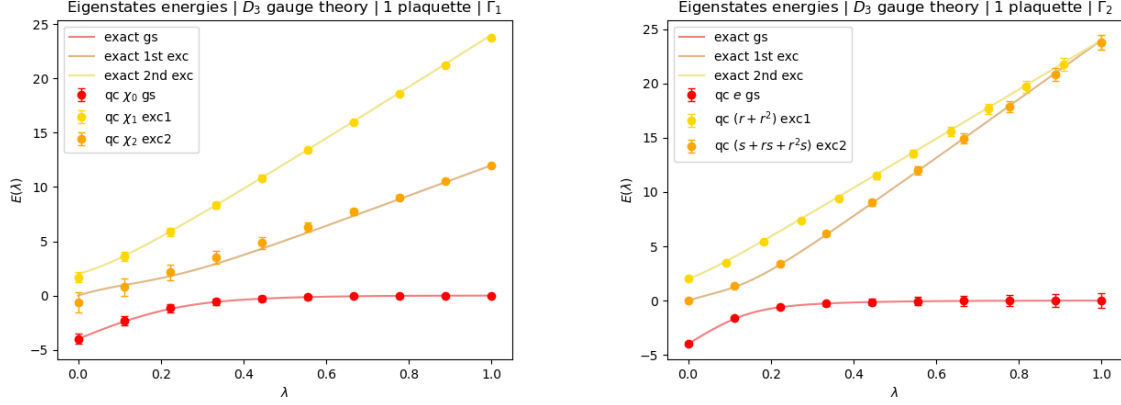 Eigenstates energies | D₃ gauge theory | 1 plaquette | Γ₁
25
20
15
10
5
0
−5
E(λ)
0.0 0.2 0.4 0.6 0.8 1.0
λ
exact gs
exact 1st exc
exact 2nd exc
qc χ₀ gs
qc χ₁ exc1
qc χ₂ exc2
Eigenstates energies | D₃ gauge theory | 1 plaquette | Γ₂
25
20
15
10
5
0
−5
E(λ)
0.0 0.2 0.4 0.6 0.8 1.0
λ
exact gs
exact 1st exc
exact 2nd exc
qc e gs
qc (r + r²) exc1
qc (s + rs + r²s) exc2